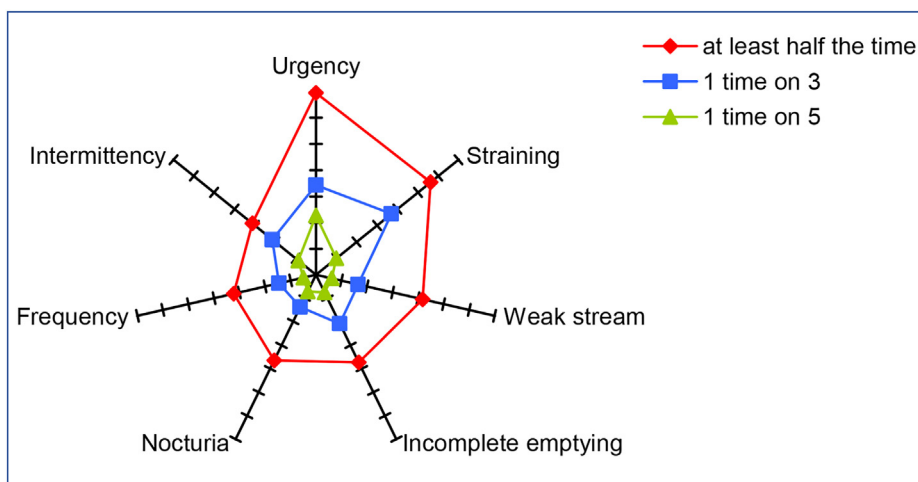 at least half the time
1 time on 3
1 time on 5
Urgency
Intermittency
Straining
Frequency
Weak stream
Nocturia
Incomplete emptying